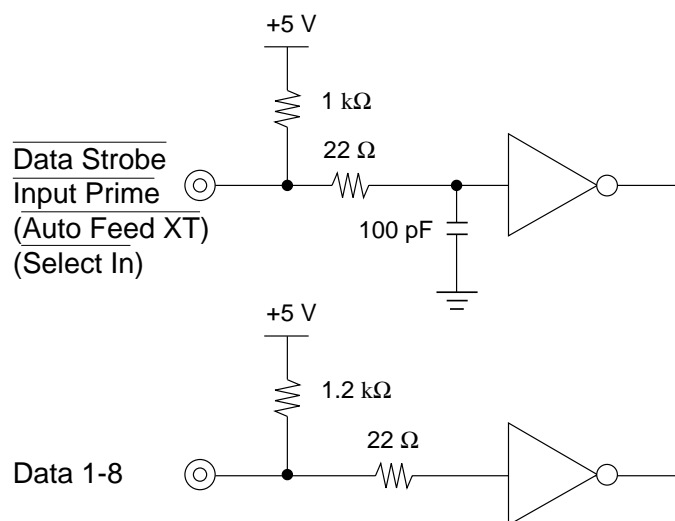 +5 V
1 kΩ
22 Ω
Data Strobe
Input Prime
(Auto Feed XT)
(Select In)
100 pF
+5 V
1.2 kΩ
22 Ω
Data 1-8